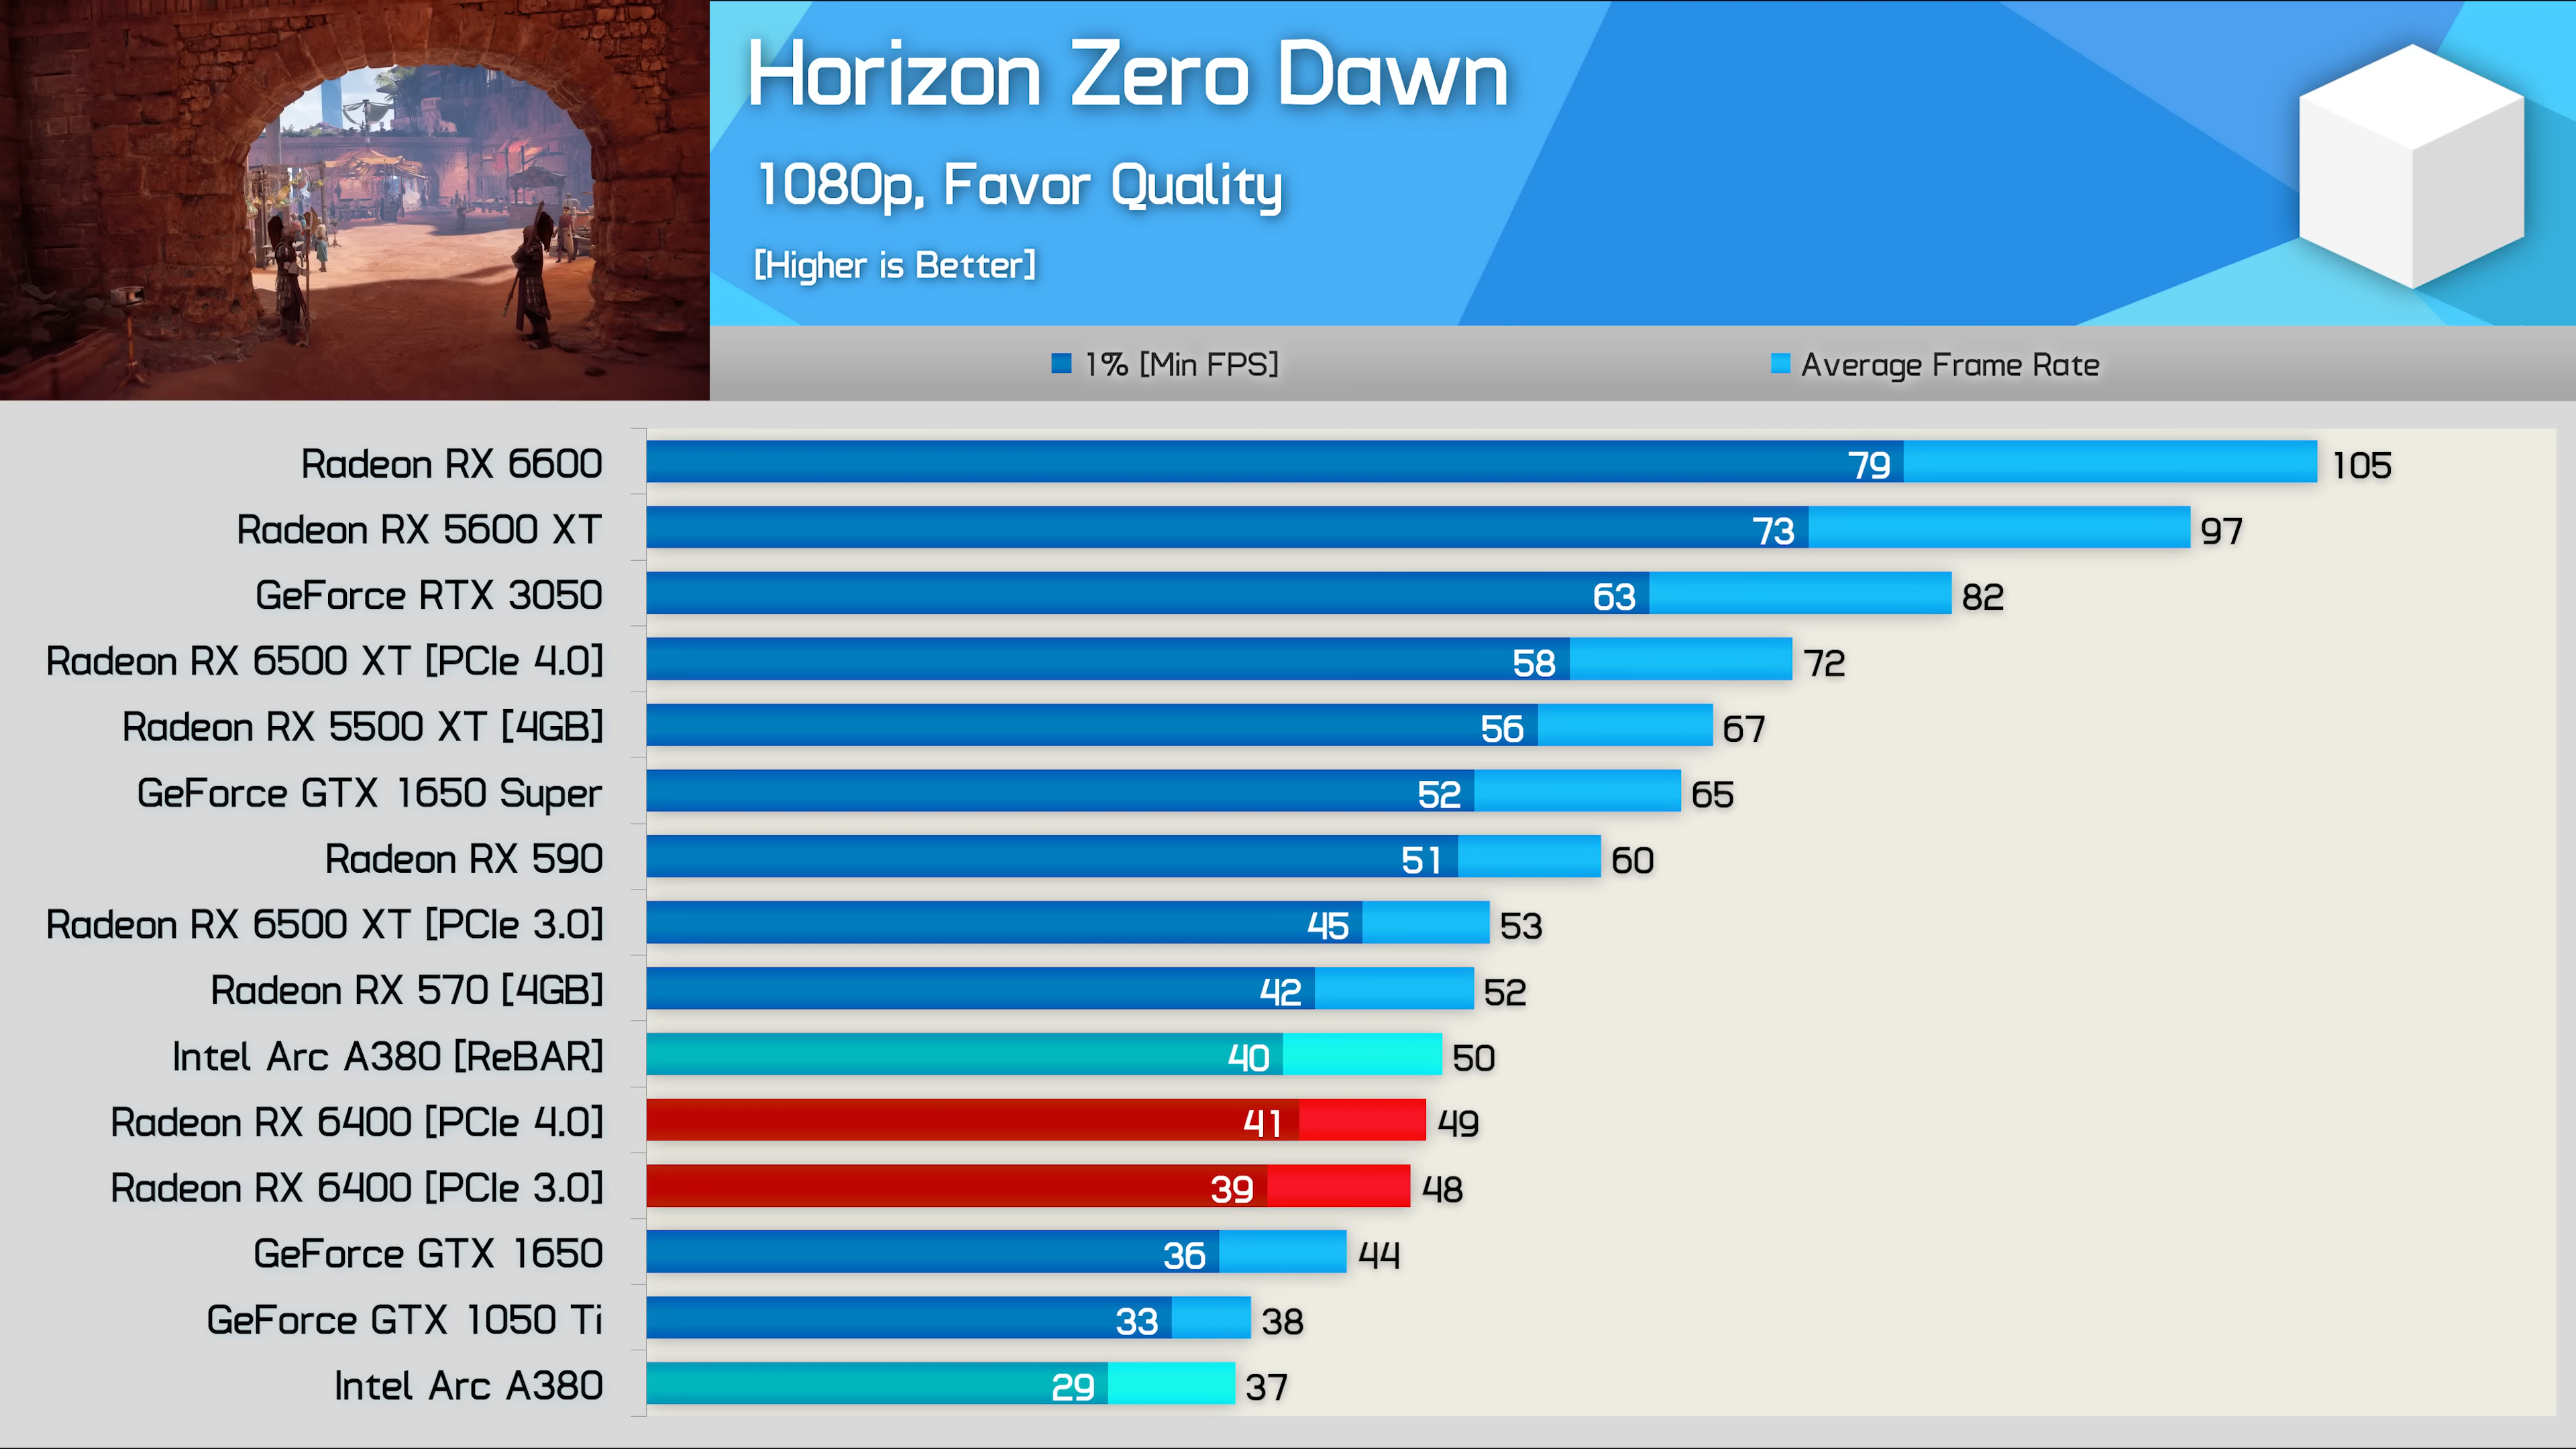 Horizon Zero Dawn
1080p, Favor Quality
[Higher is Better]
1% [Min FPS] Average Frame Rate
Radeon RX 6600 79 105
Radeon RX 5600 XT 73 97
GeForce RTX 3050 63 82
Radeon RX 6500 XT [PCIe 4.0] 58 72
Radeon RX 5500 XT [4GB] 56 67
GeForce GTX 1650 Super 52 65
Radeon RX 590 51 60
Radeon RX 6500 XT [PCIe 3.0] 45 53
Radeon RX 570 [4GB] 42 52
Intel Arc A380 [ReBAR] 40 50
Radeon RX 6400 [PCIe 4.0] 41 49
Radeon RX 6400 [PCIe 3.0] 39 48
GeForce GTX 1650 36 44
GeForce GTX 1050 Ti 33 38
Intel Arc A380 29 37